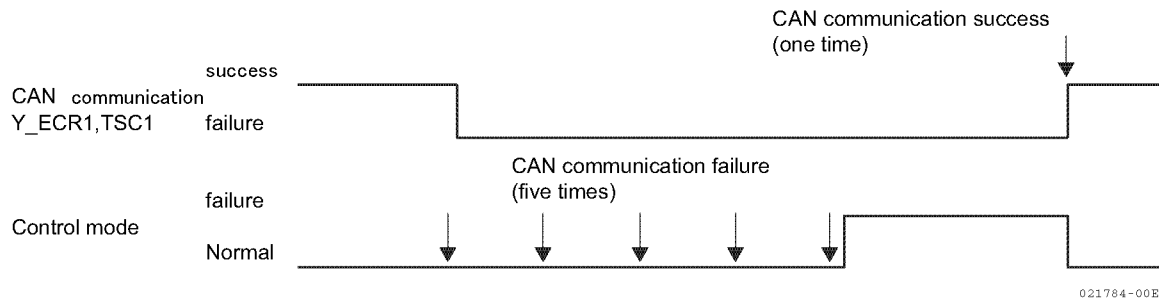 CAN communication success
(one time)
success
CAN communication
Y_ECR1,TSC1 failure
CAN communication failure
(five times)
failure
Control mode
Normal
021784-00E